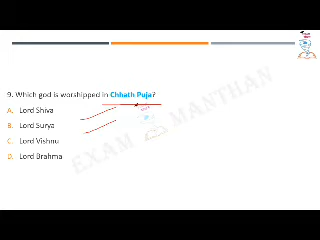 9. Which god is worshipped in Chhath Puja?
A. Lord Shiva
B. Lord Surya
C. Lord Vishnu
D. Lord Brahma
EXAM MANTHAN